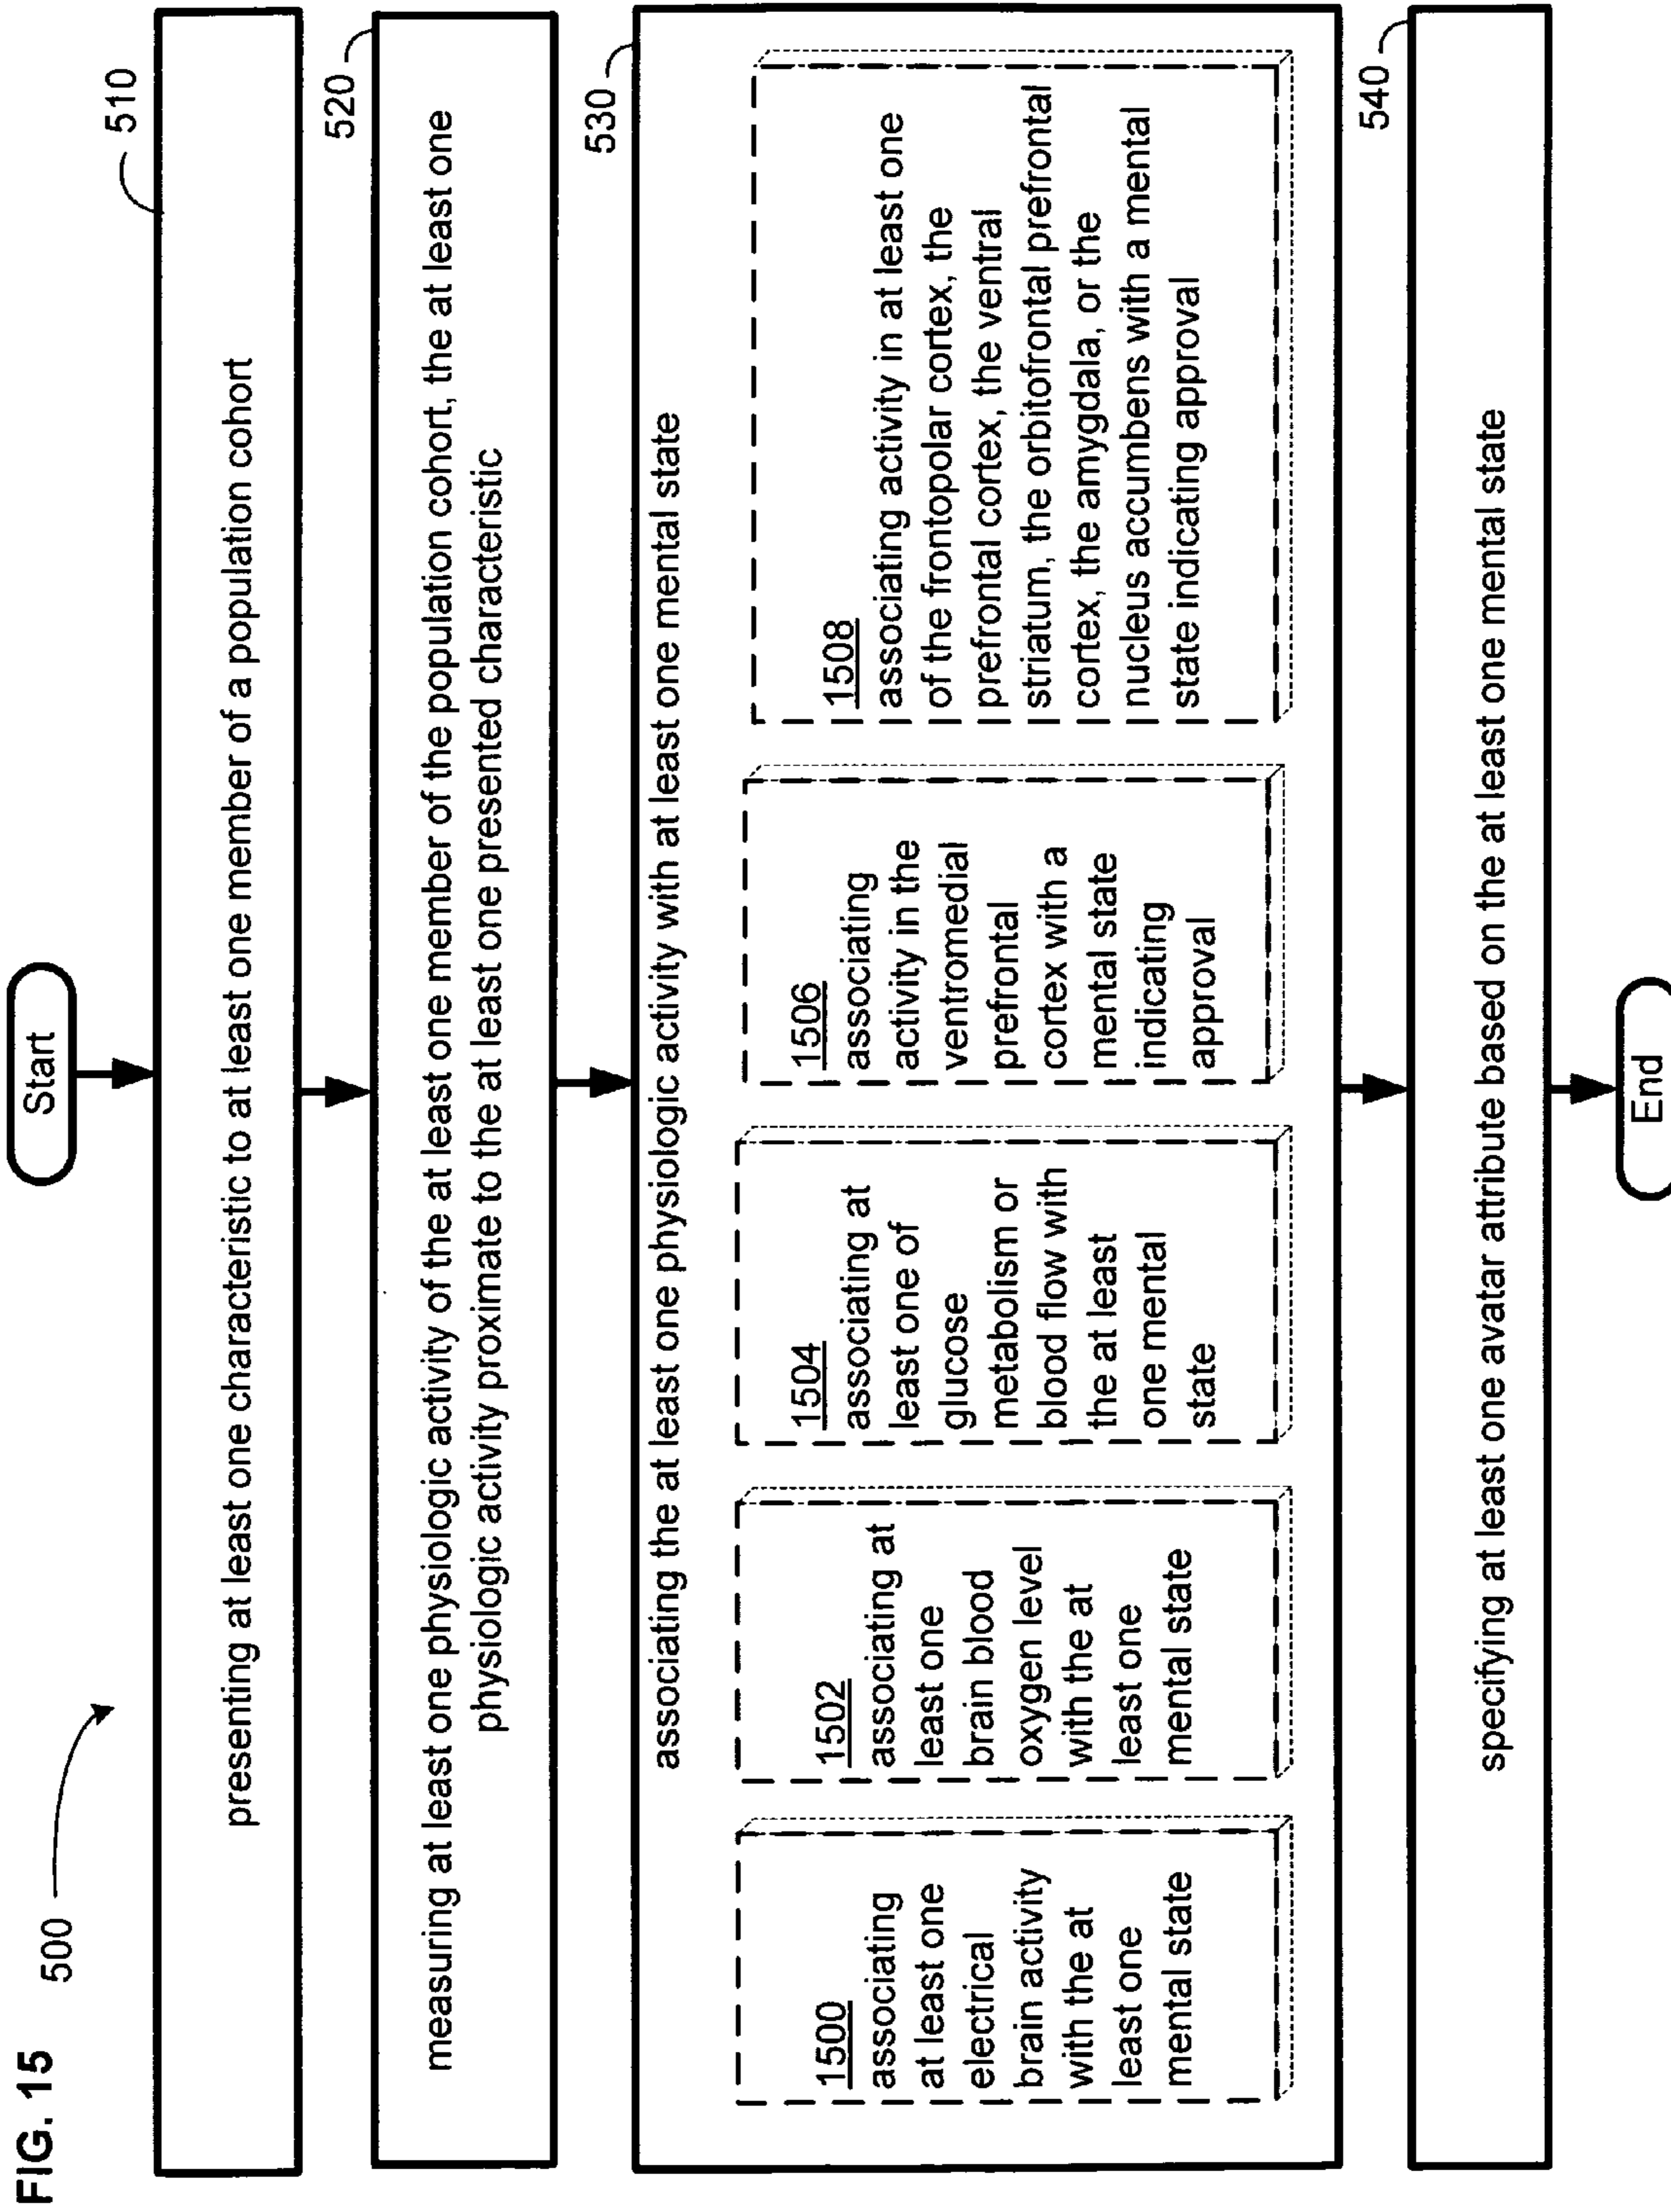 FIG. 15
500
Start
510
presenting at least one characteristic to at least one member of a population cohort
520
measuring at least one physiologic activity of the at least one member of the population cohort, the at least one
physiologic activity proximate to the at least one presented characteristic
530
associating the at least one physiologic activity with at least one mental state
1500
associating
at least one
electrical
brain activity
with the at
least one
mental state
1502
associating at
least one
brain blood
oxygen level
with the at
least one
mental state
1504
associating at
least one of
glucose
metabolism or
blood flow with
the at least
one mental
state
1506
associating
activity in the
ventromedial
prefrontal
cortex with a
mental state
indicating
approval
1508
associating activity in at least one
of the frontopolar cortex, the
prefrontal cortex, the ventral
striatum, the orbitofrontal prefrontal
cortex, the amygdala, or the
nucleus accumbens with a mental
state indicating approval
540
specifying at least one avatar attribute based on the at least one mental state
End